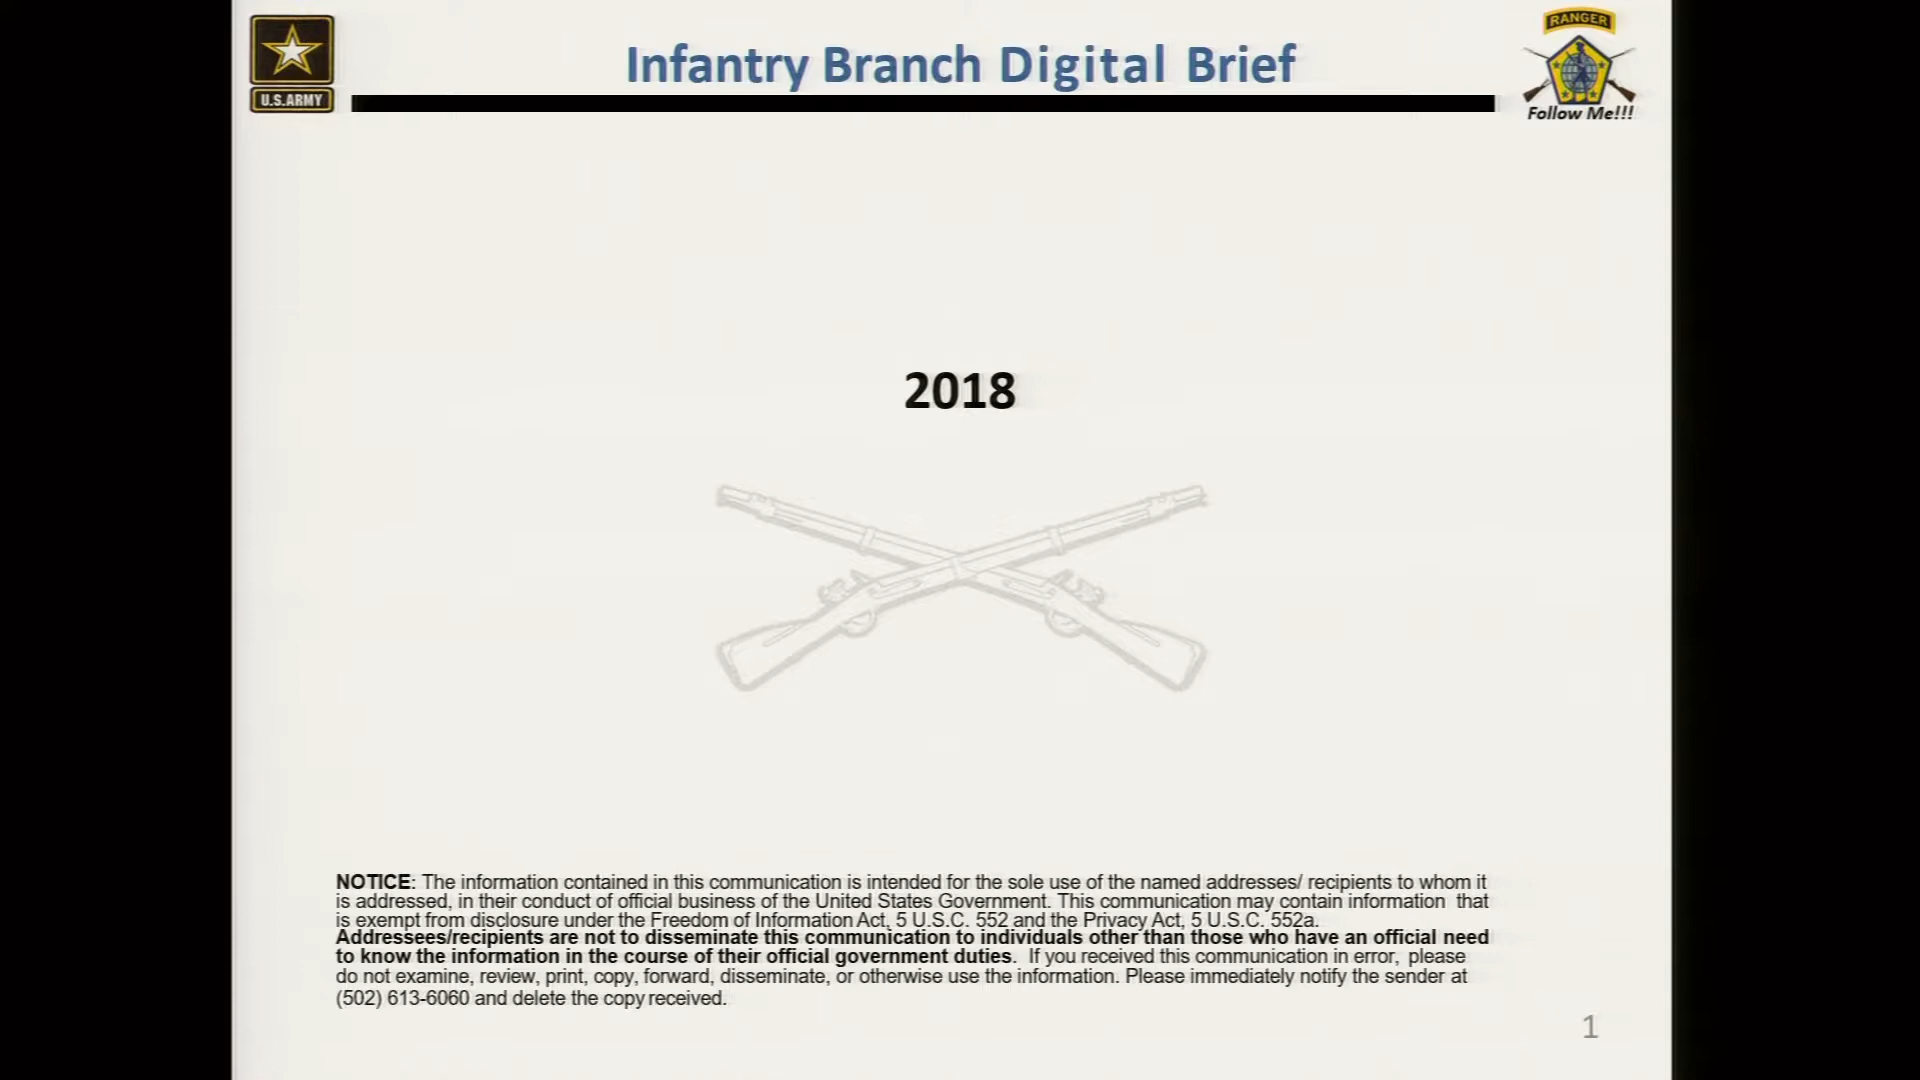 RANGER
U.S.ARMY
Infantry Branch Digital Brief
Follow Me!!!
2018
NOTICE: The information contained in this communication is intended for the sole use of the named addresses/ recipients to whom it
is addressed, in their conduct of official business of the United States Government. This communication may contain information that
is exempt from disclosure under the Freedom of Information Act, 5 U.S.C. 552 and the Privacy Act, 5 U.S.C. 552a.
Addressees/recipients are not to disseminate this communication to individuals other than those who have an official need
to know the information in the course of their official government duties. If you received this communication in error, please
do not examine, review, print, copy, forward, disseminate, or otherwise use the information. Please immediately notify the sender at
(502) 613-6060 and delete the copy received.
1